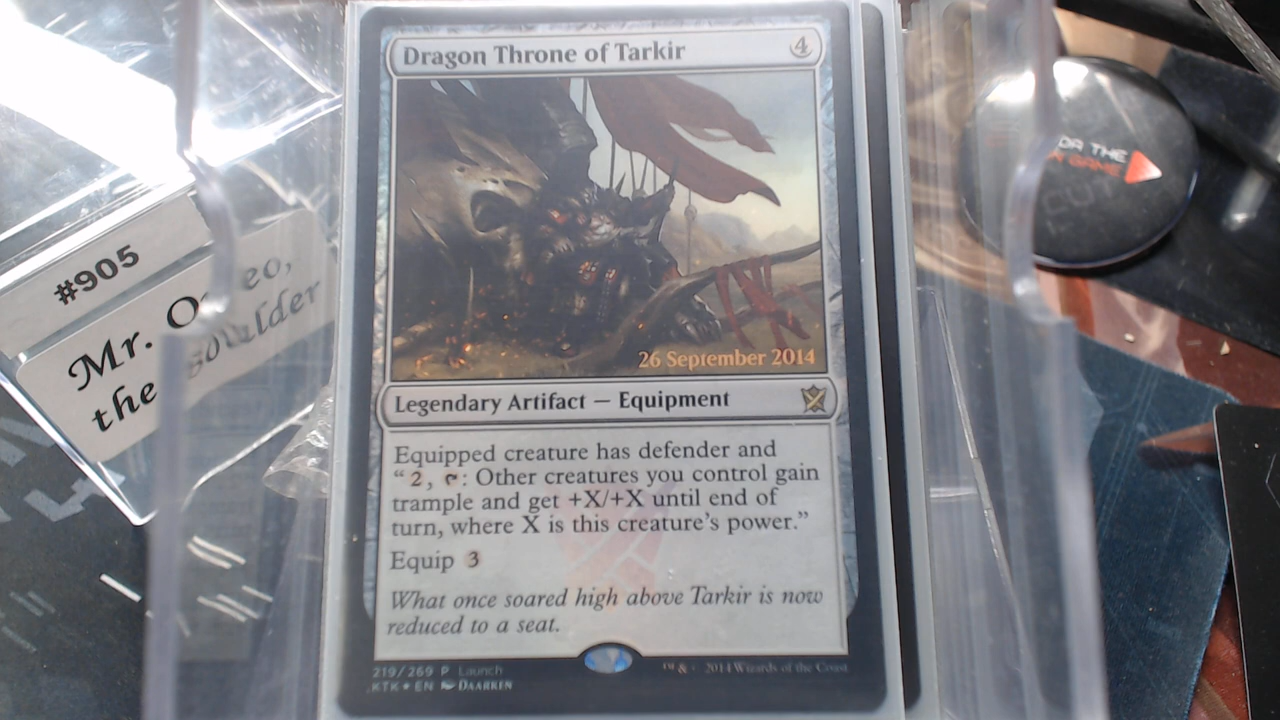 Dragon Throne of Tarkir 4
26 September 2014
Legendary Artifact — Equipment
Equipped creature has defender and
“2, T: Other creatures you control gain
trample and get +X/+X until end of
turn, where X is this creature's power.”
Equip 3
What once soared high above Tarkir is now
reduced to a seat.
219/269 P Launch
KTK★EN DAARKEN
™ & 2014 Wizards of the Coast
#905
Mr.
the
THE
GAME
CUT